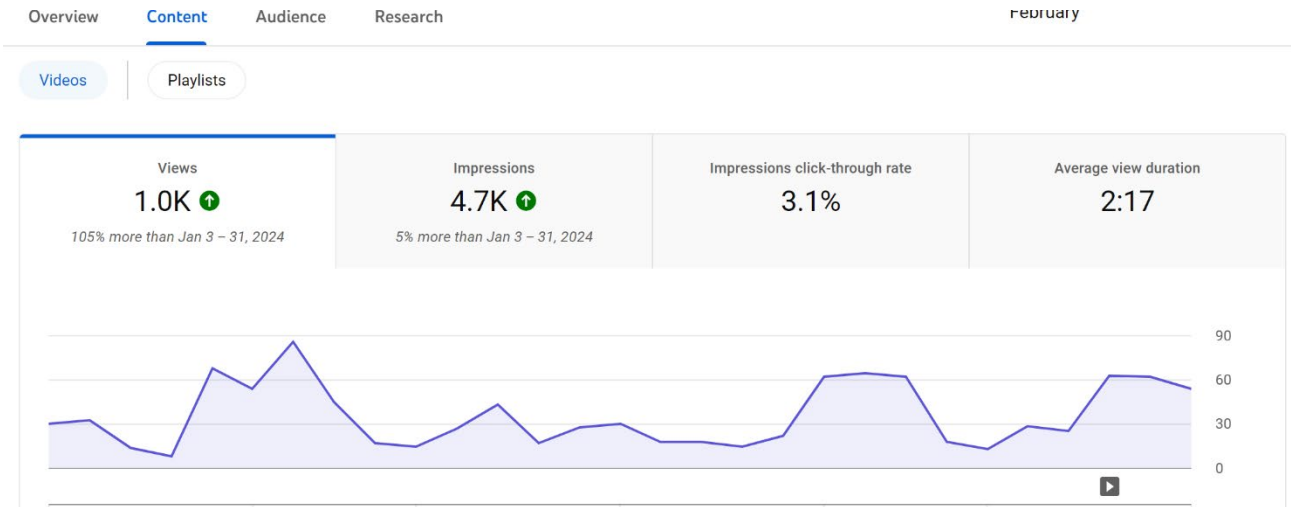 Overview Content Audience Research February
Videos Playlists
Views Impressions Impressions click-through rate Average view duration
1.0K 4.7K 3.1% 2:17
105% more than Jan 3 – 31, 2024 5% more than Jan 3 – 31, 2024
90
60
30
0